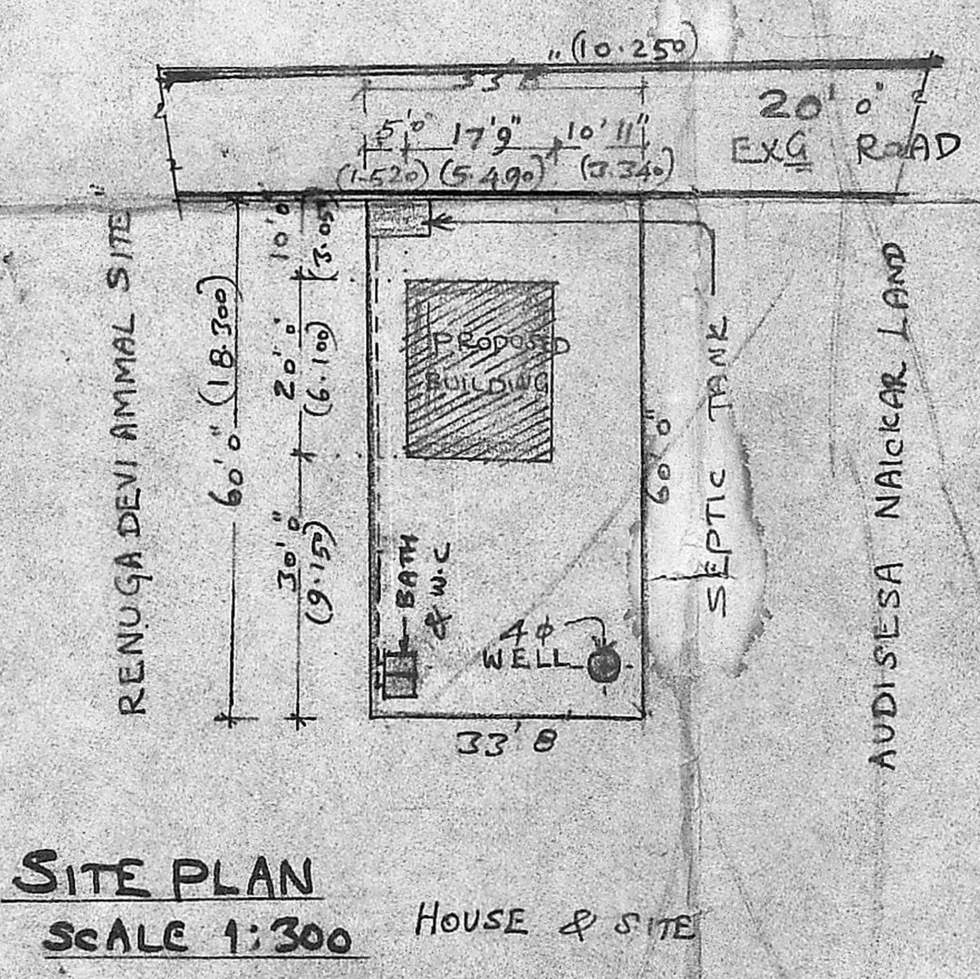 (10.250)
33'
5'0" 17'9" 10'11"
(1.520) (5.490) (3.340)
20' 0"
EXG ROAD
RENUGA DEVI AMMAL SITE
60'0" (18.300)
10'0"
(3.05)
20'0"
(6.100)
30'0"
(9.150)
PROPOSED
BUILDING
BATH
& W.C
4 φ
WELL
60'0"
SEPTIC TANK
AUDISESA NAICKAR LAND
33' 8
SITE PLAN
SCALE 1:300
HOUSE & SITE